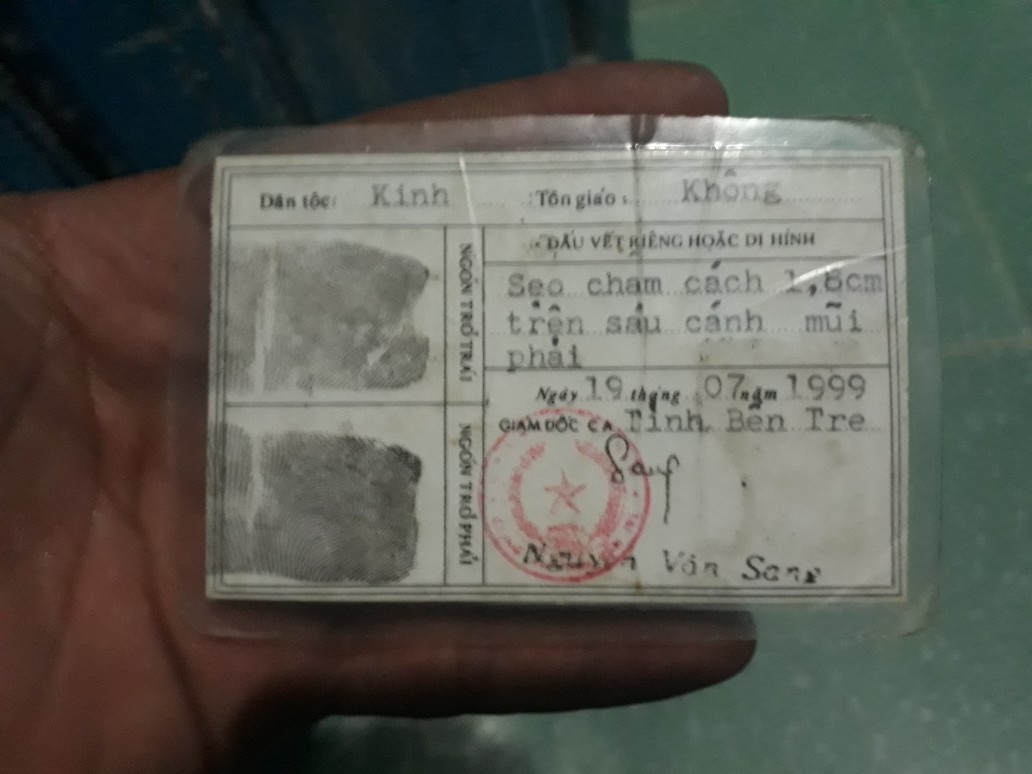 Dân tộc: Kinh Tôn giáo: Không
DẤU VẾT RIÊNG HOẶC DỊ HÌNH
NGÓN TRỎ TRÁI
Sẹo chấm cách 1,8cm
trên sau cánh mũi
phải
Ngày 19 tháng 07 năm 1999
GIÁM ĐỐC CA Tỉnh Bến Tre
NGÓN TRỎ PHẢI
Nguyễn Văn Sang